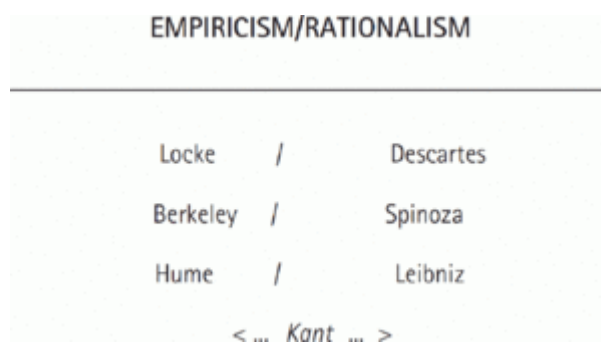 EMPIRICISM/RATIONALISM
Locke / Descartes
Berkeley / Spinoza
Hume / Leibniz
< ... Kant ... >